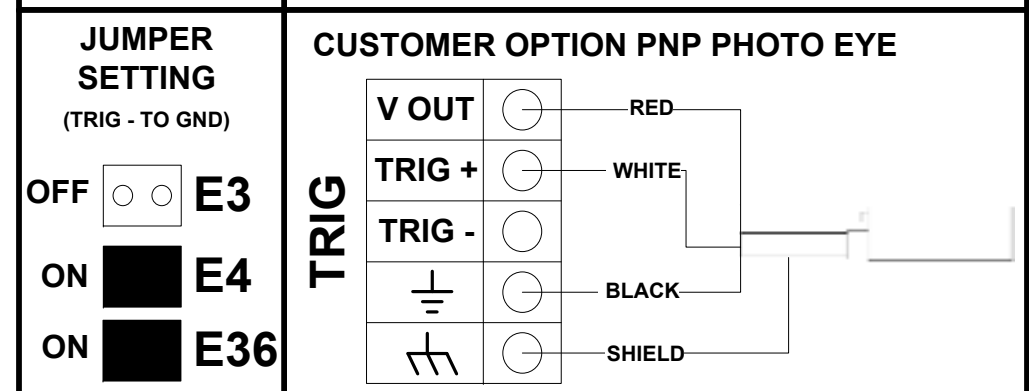 JUMPER
SETTING
(TRIG - TO GND)
OFF E3
ON E4
ON E36
CUSTOMER OPTION PNP PHOTO EYE
TRIG
V OUT RED
TRIG + WHITE
TRIG -
BLACK
SHIELD